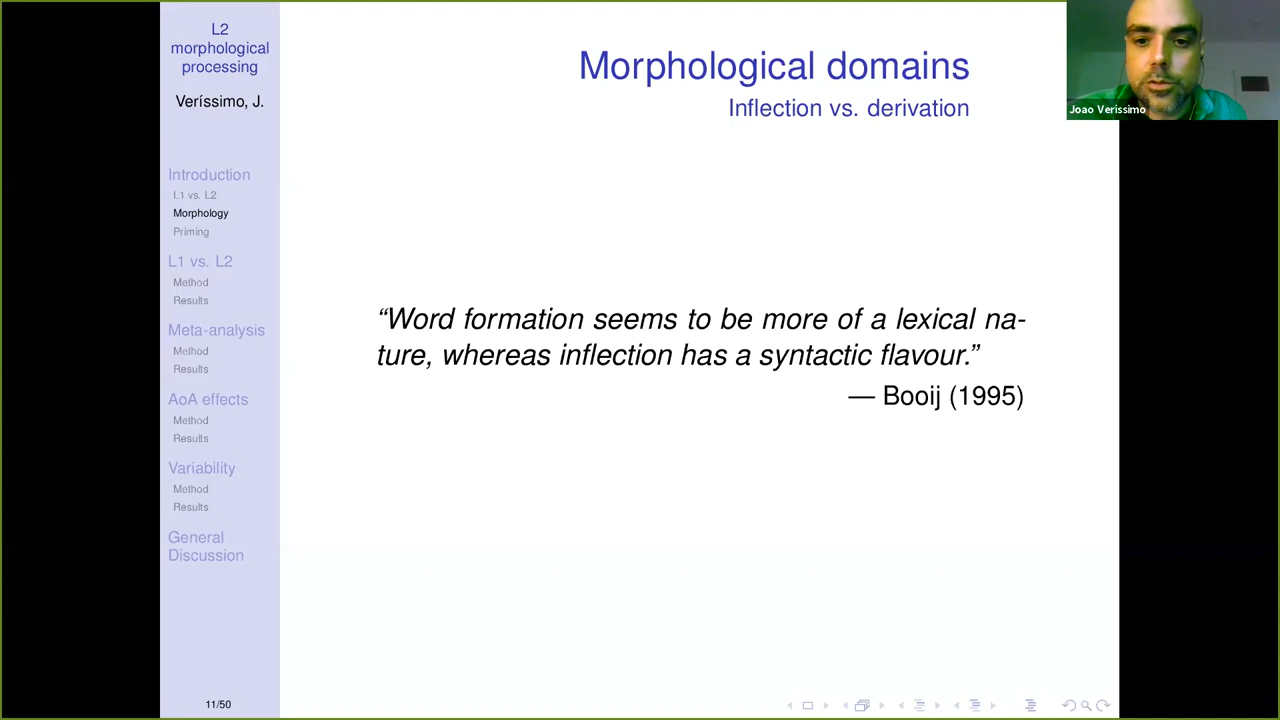 L2
morphological
processing
Veríssimo, J.
Introduction
L1 vs. L2
Morphology
Priming
L1 vs. L2
Method
Results
Meta-analysis
Method
Results
AoA effects
Method
Results
Variability
Method
Results
General
Discussion
11/50
Morphological domains
Inflection vs. derivation
“Word formation seems to be more of a lexical na-
ture, whereas inflection has a syntactic flavour.”
— Booij (1995)
Joao Verissimo